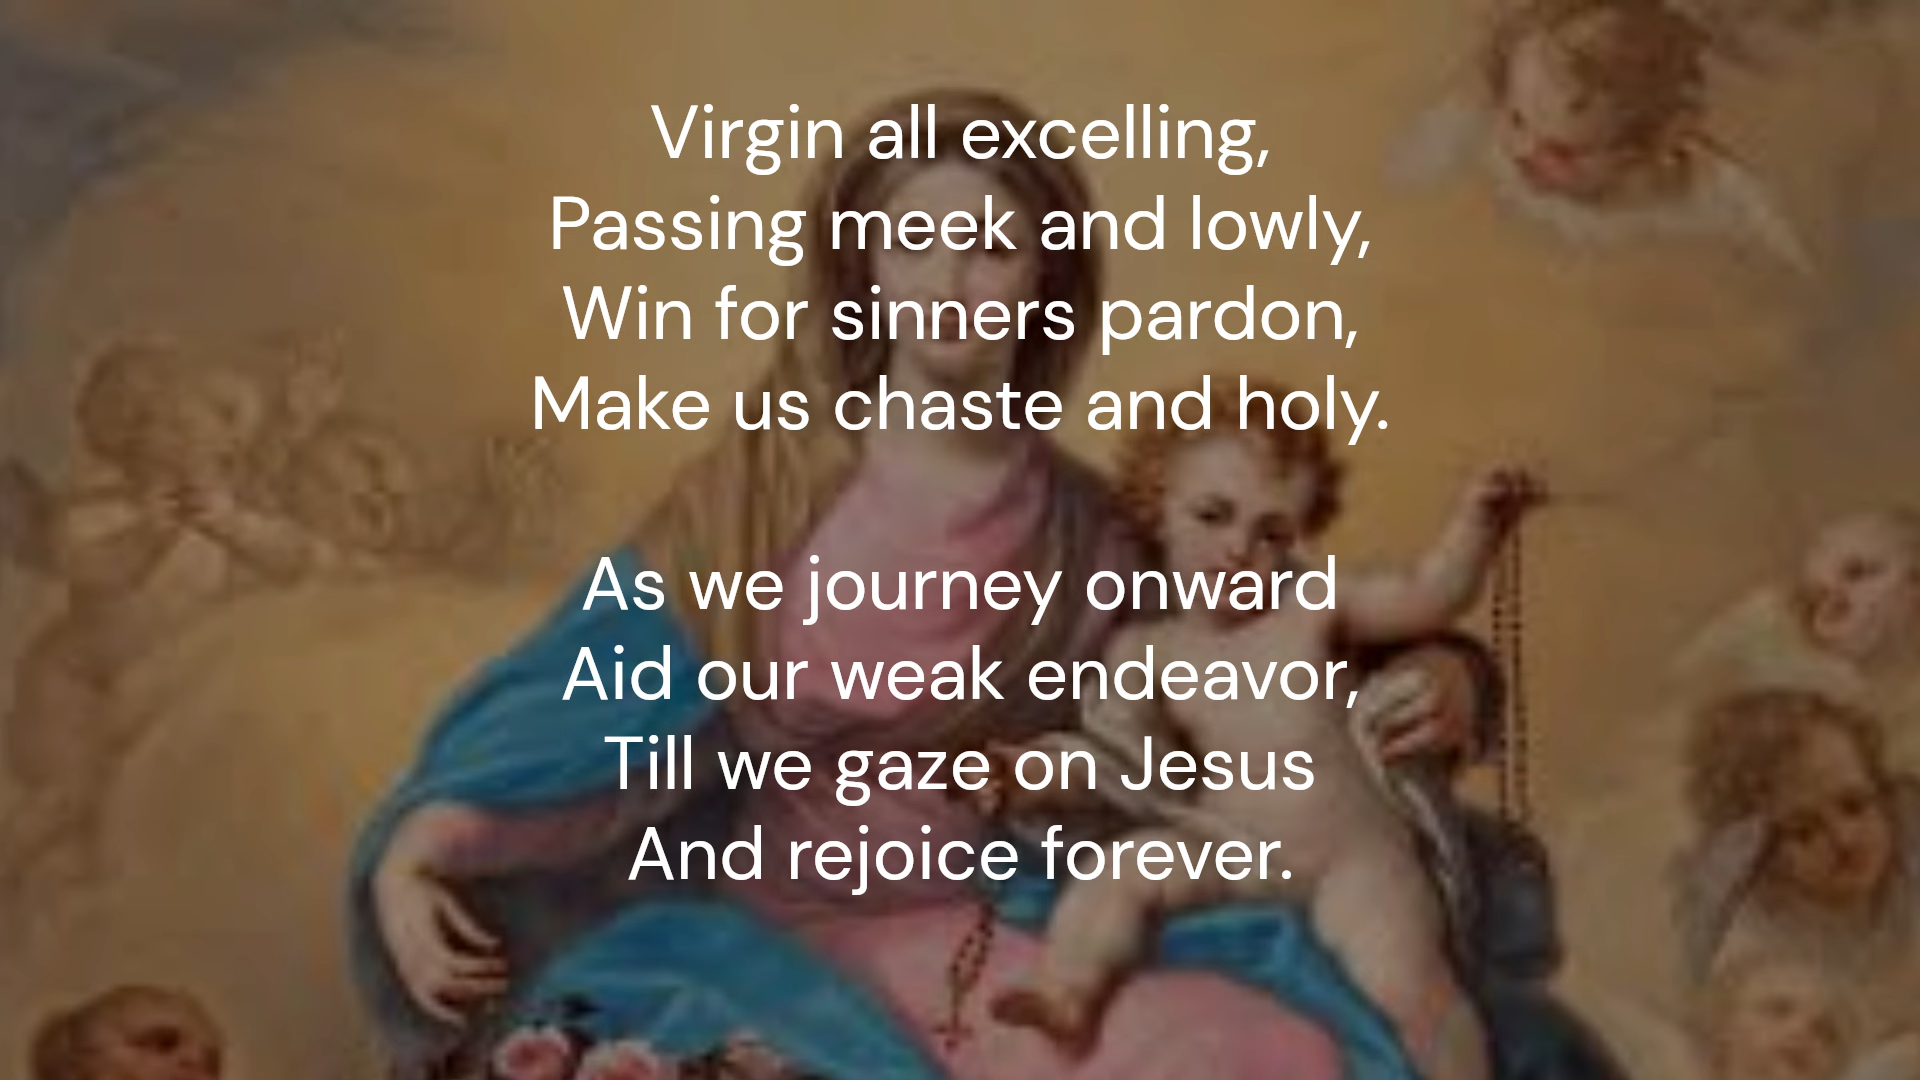 Virgin all excelling,
Passing meek and lowly,
Win for sinners pardon,
Make us chaste and holy.
As we journey onward
Aid our weak endeavor,
Till we gaze on Jesus
And rejoice forever.